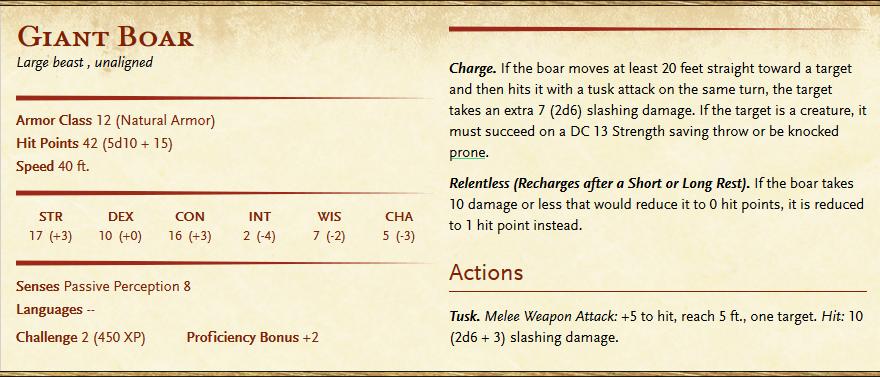 Giant Boar
Large beast , unaligned
Armor Class 12 (Natural Armor)
Hit Points 42 (5d10 + 15)
Speed 40 ft.
STR DEX CON INT WIS CHA
17 (+3) 10 (+0) 16 (+3) 2 (-4) 7 (-2) 5 (-3)
Senses Passive Perception 8
Languages --
Challenge 2 (450 XP) Proficiency Bonus +2
Charge. If the boar moves at least 20 feet straight toward a target
and then hits it with a tusk attack on the same turn, the target
takes an extra 7 (2d6) slashing damage. If the target is a creature, it
must succeed on a DC 13 Strength saving throw or be knocked
prone.
Relentless (Recharges after a Short or Long Rest). If the boar takes
10 damage or less that would reduce it to 0 hit points, it is reduced
to 1 hit point instead.
Actions
Tusk. Melee Weapon Attack: +5 to hit, reach 5 ft., one target. Hit: 10
(2d6 + 3) slashing damage.